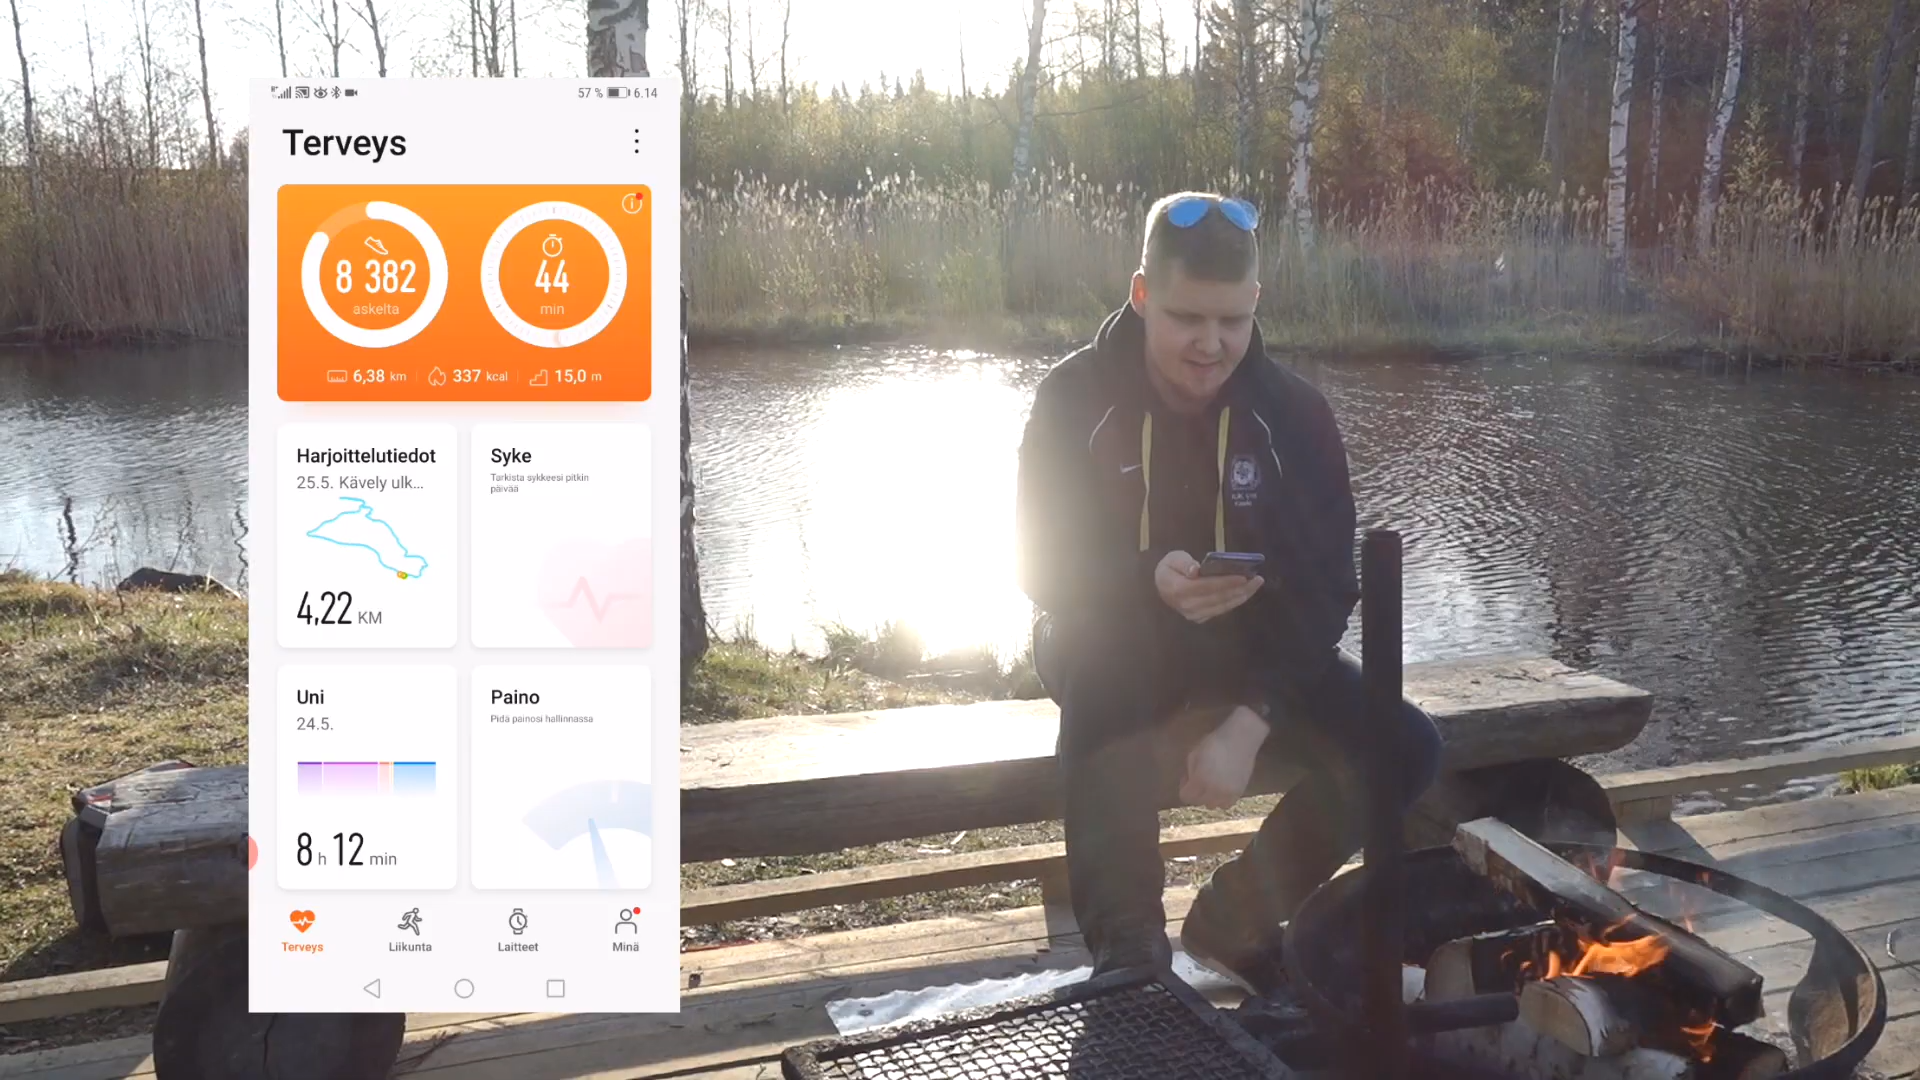 57 % 6.14
Terveys
8 382
askelta
44
min
6,38 km
337 kcal
15,0 m
Harjoittelutiedot
25.5. Kävely ulk...
4,22 KM
Syke
Tarkista sykkeesi pitkin
päivää
Uni
24.5.
8 h 12 min
Paino
Pidä painosi hallinnassa
Terveys
Liikunta
Laitteet
Minä